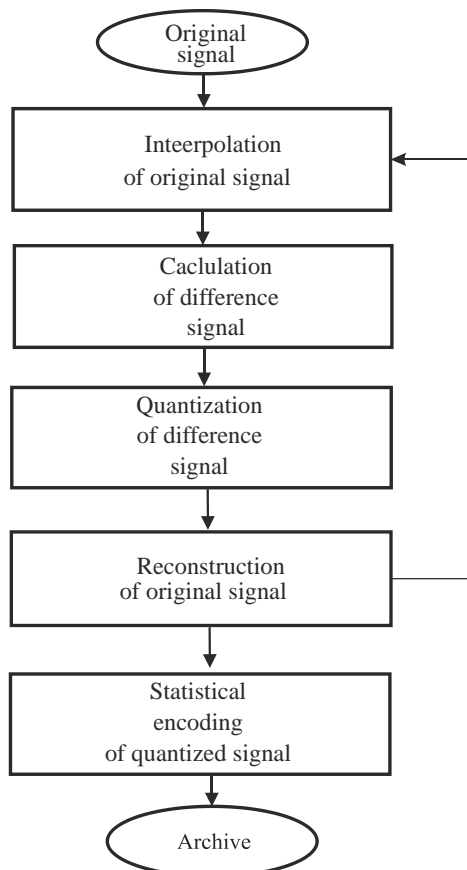 Original
signal
Inteerpolation
of original signal
Caclulation
of difference
signal
Quantization
of difference
signal
Reconstruction
of original signal
Statistical
encoding
of quantized signal
Archive